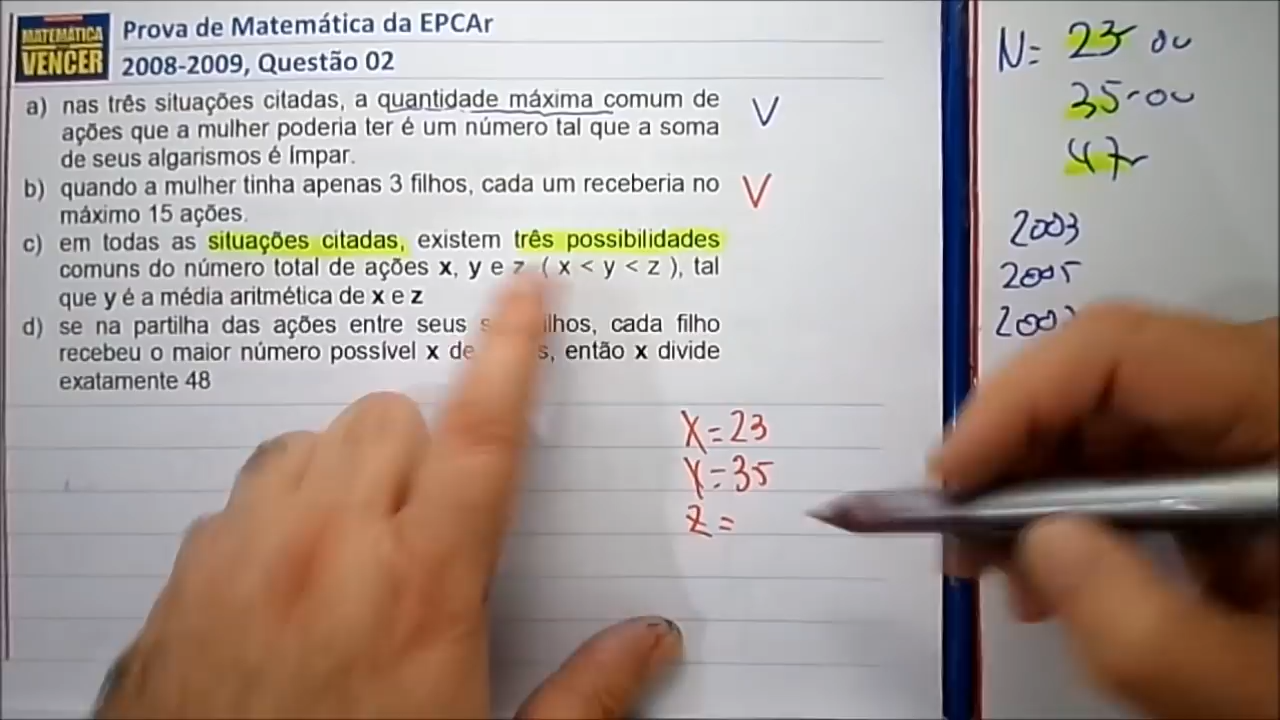 MATEMÁTICA
VENCER
Prova de Matemática da EPCAr
2008-2009, Questão 02
a) nas três situações citadas, a quantidade máxima comum de
ações que a mulher poderia ter é um número tal que a soma
de seus algarismos é ímpar.
V
b) quando a mulher tinha apenas 3 filhos, cada um receberia no
máximo 15 ações.
V
c) em todas as situações citadas, existem três possibilidades
comuns do número total de ações x, y e z ( x < y < z ), tal
que y é a média aritmética de x e z
d) se na partilha das ações entre seus filhos, cada filho
recebeu o maior número possível x de então x divide
exatamente 48
X=23
Y=35
Z=
N= 23 ou
35 ou
47
2003
2005